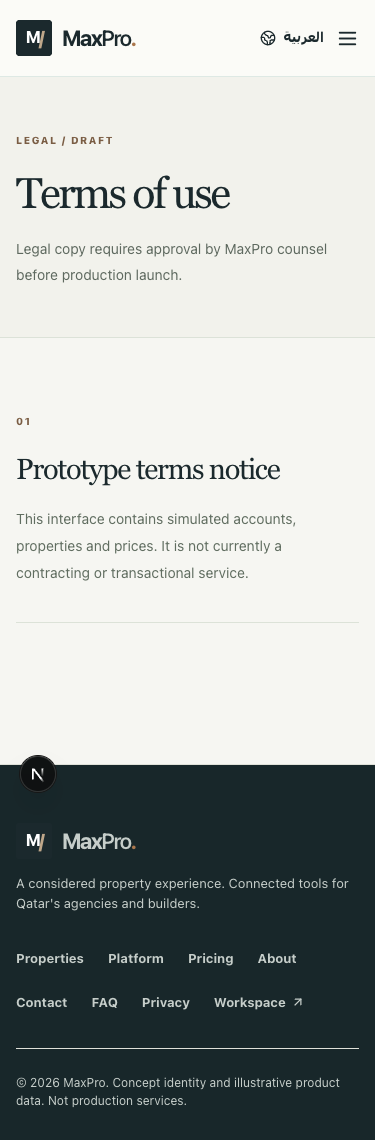 M/ MaxPro.
العربية
LEGAL / DRAFT
Terms of use
Legal copy requires approval by MaxPro counsel
before production launch.
01
Prototype terms notice
This interface contains simulated accounts,
properties and prices. It is not currently a
contracting or transactional service.
N
M/ MaxPro.
A considered property experience. Connected tools for
Qatar's agencies and builders.
Properties Platform Pricing About
Contact FAQ Privacy Workspace ↗
© 2026 MaxPro. Concept identity and illustrative product
data. Not production services.